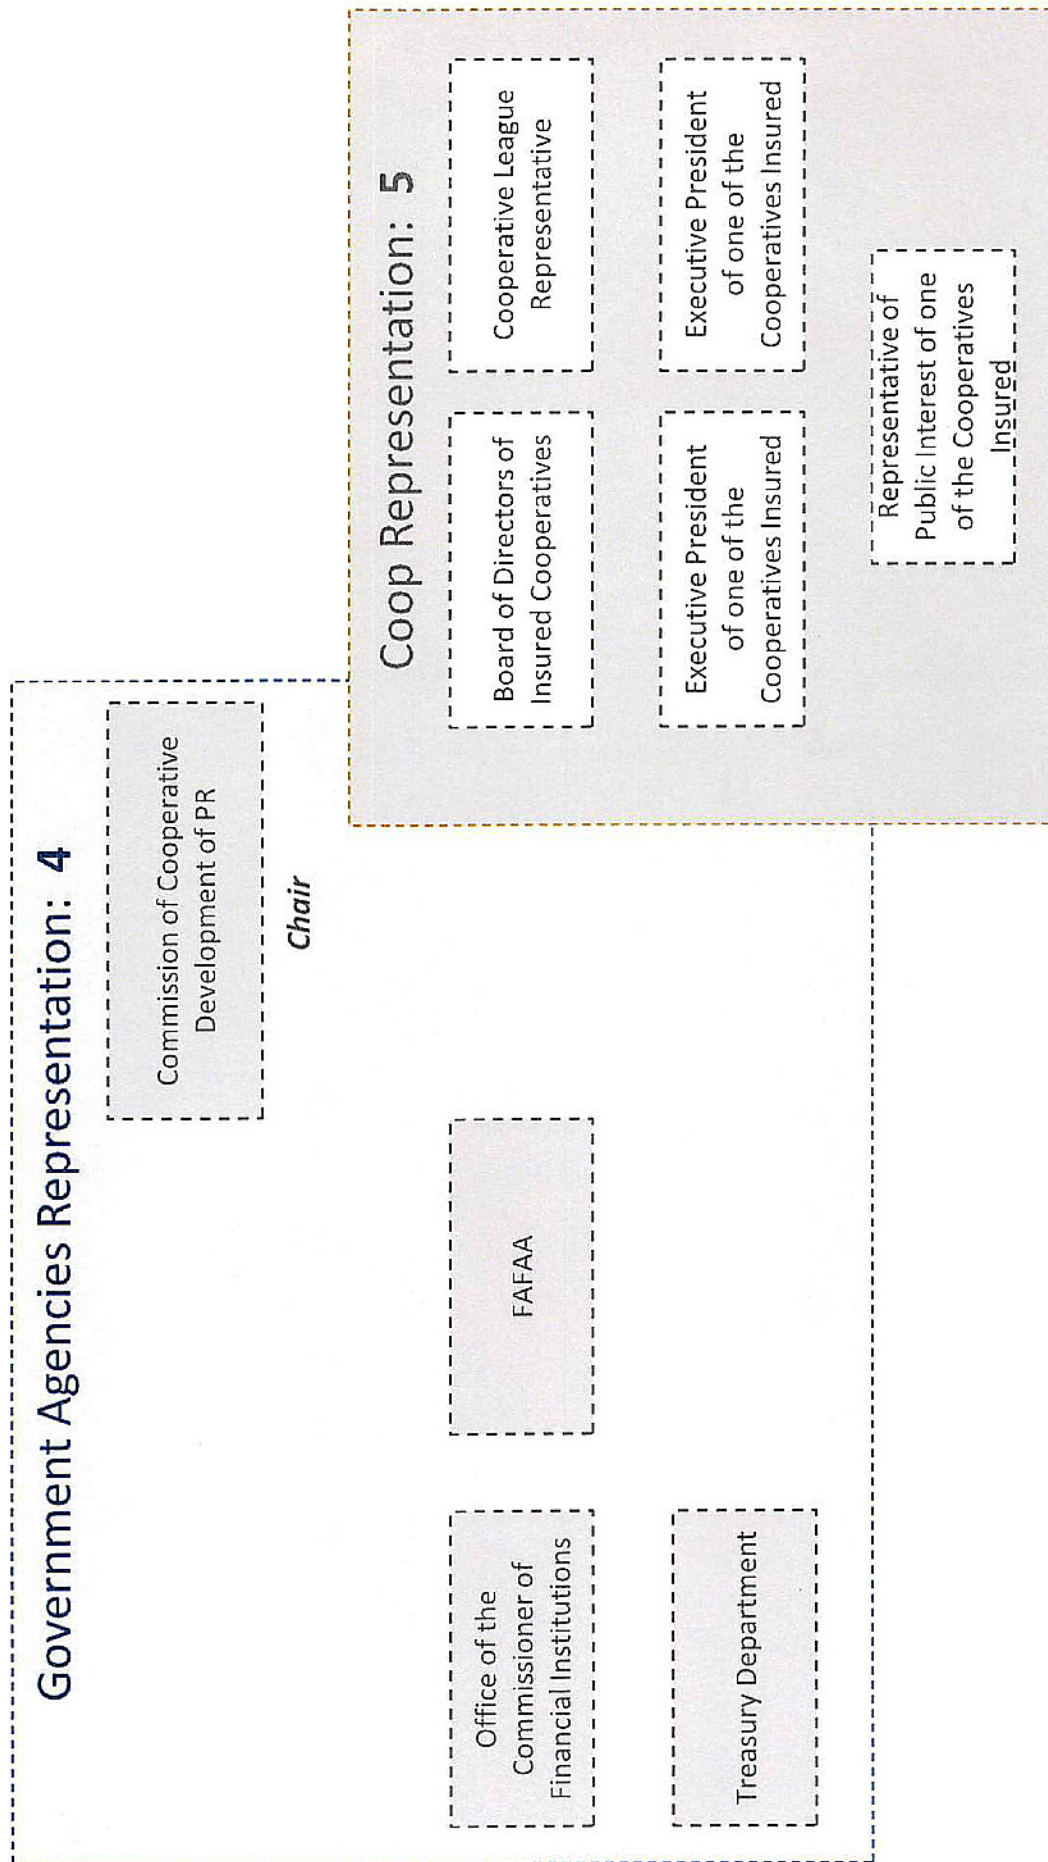 Government Agencies Representation: 4
Commission of Cooperative
Development of PR
Chair
Office of the
Commissioner of
Financial Institutions
FAFAA
Treasury Department
Coop Representation: 5
Board of Directors of
Insured Cooperatives
Cooperative League
Representative
Executive President
of one of the
Cooperatives Insured
Executive President
of one of the
Cooperatives Insured
Representative of
Public Interest of one
of the Cooperatives
Insured